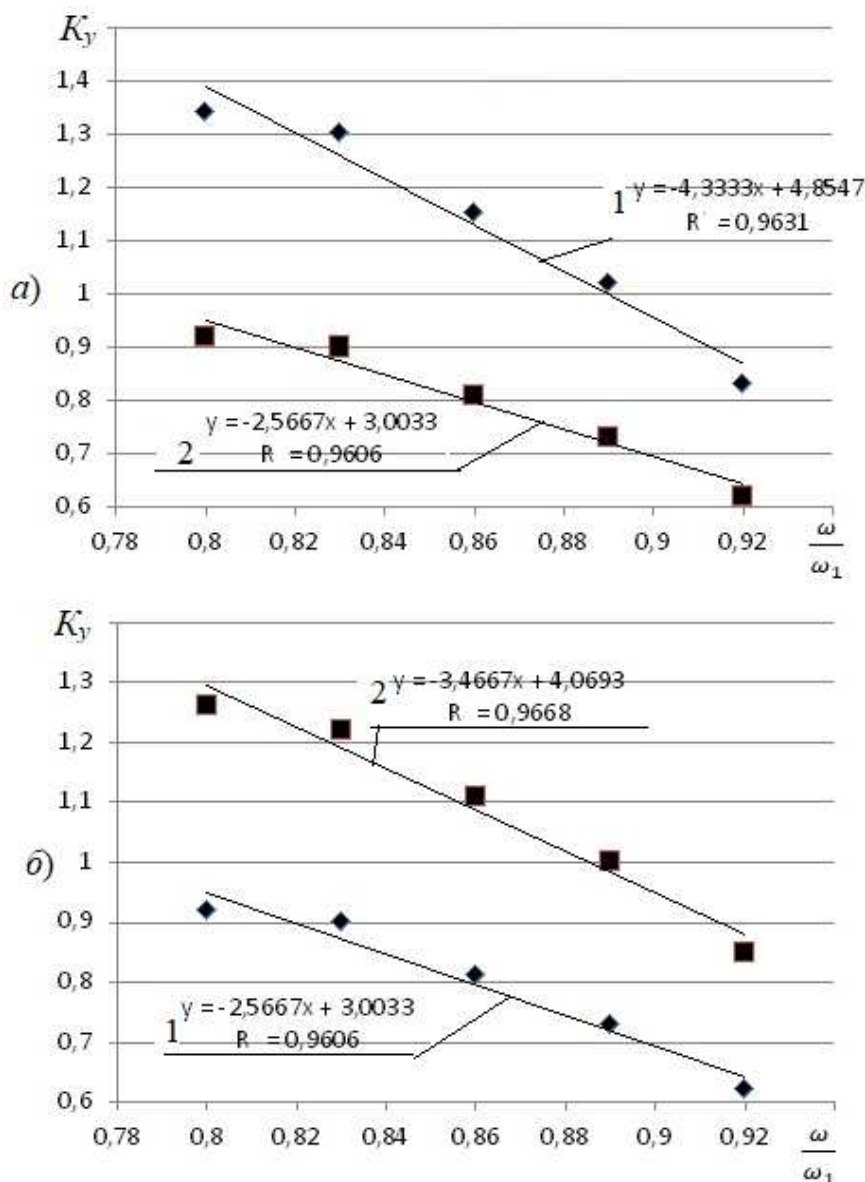 Ky
1,4
1,3
1,2
1,1
1
0,9
0,8
0,7
0,6
а)
1 y = -4,3333x + 4,8547
R = 0,9631
y = -2,5667x + 3,0033
2 R = 0,9606
0,78 0,8 0,82 0,84 0,86 0,88 0,9 0,92 ω
ω1
Ky
1,3
1,2
1,1
1
0,9
0,8
0,7
0,6
б)
2 y = -3,4667x + 4,0693
R = 0,9668
y = -2,5667x + 3,0033
1 R = 0,9606
0,78 0,8 0,82 0,84 0,86 0,88 0,9 0,92 ω
ω1